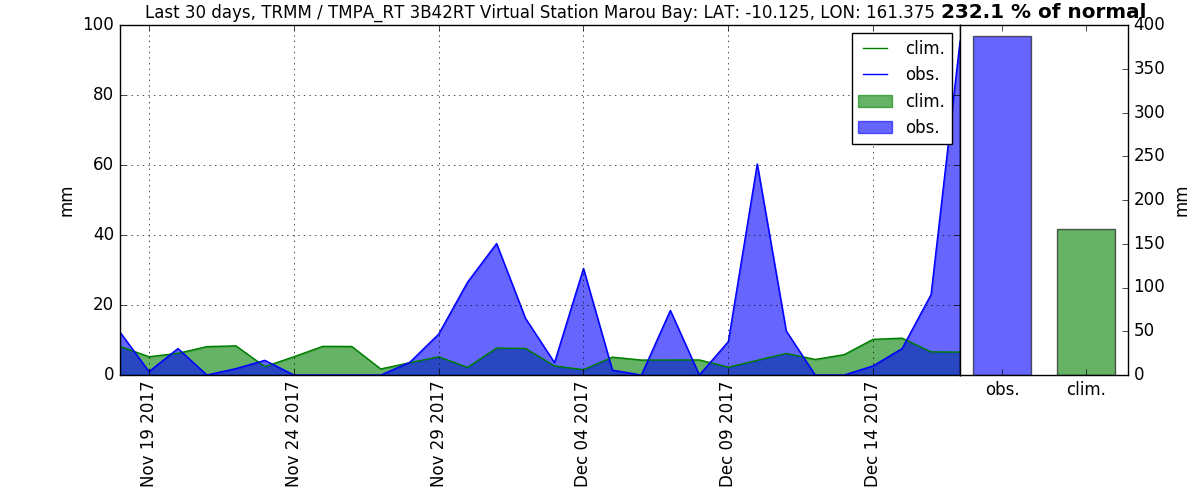 Last 30 days, TRMM / TMPA_RT 3B42RT Virtual Station Marou Bay: LAT: -10.125, LON: 161.375 232.1 % of normal
100
80
60
40
20
0
mm
clim.
obs.
clim.
obs.
400
350
300
250
200
150
100
50
0
mm
Nov 19 2017
Nov 24 2017
Nov 29 2017
Dec 04 2017
Dec 09 2017
Dec 14 2017
obs.
clim.